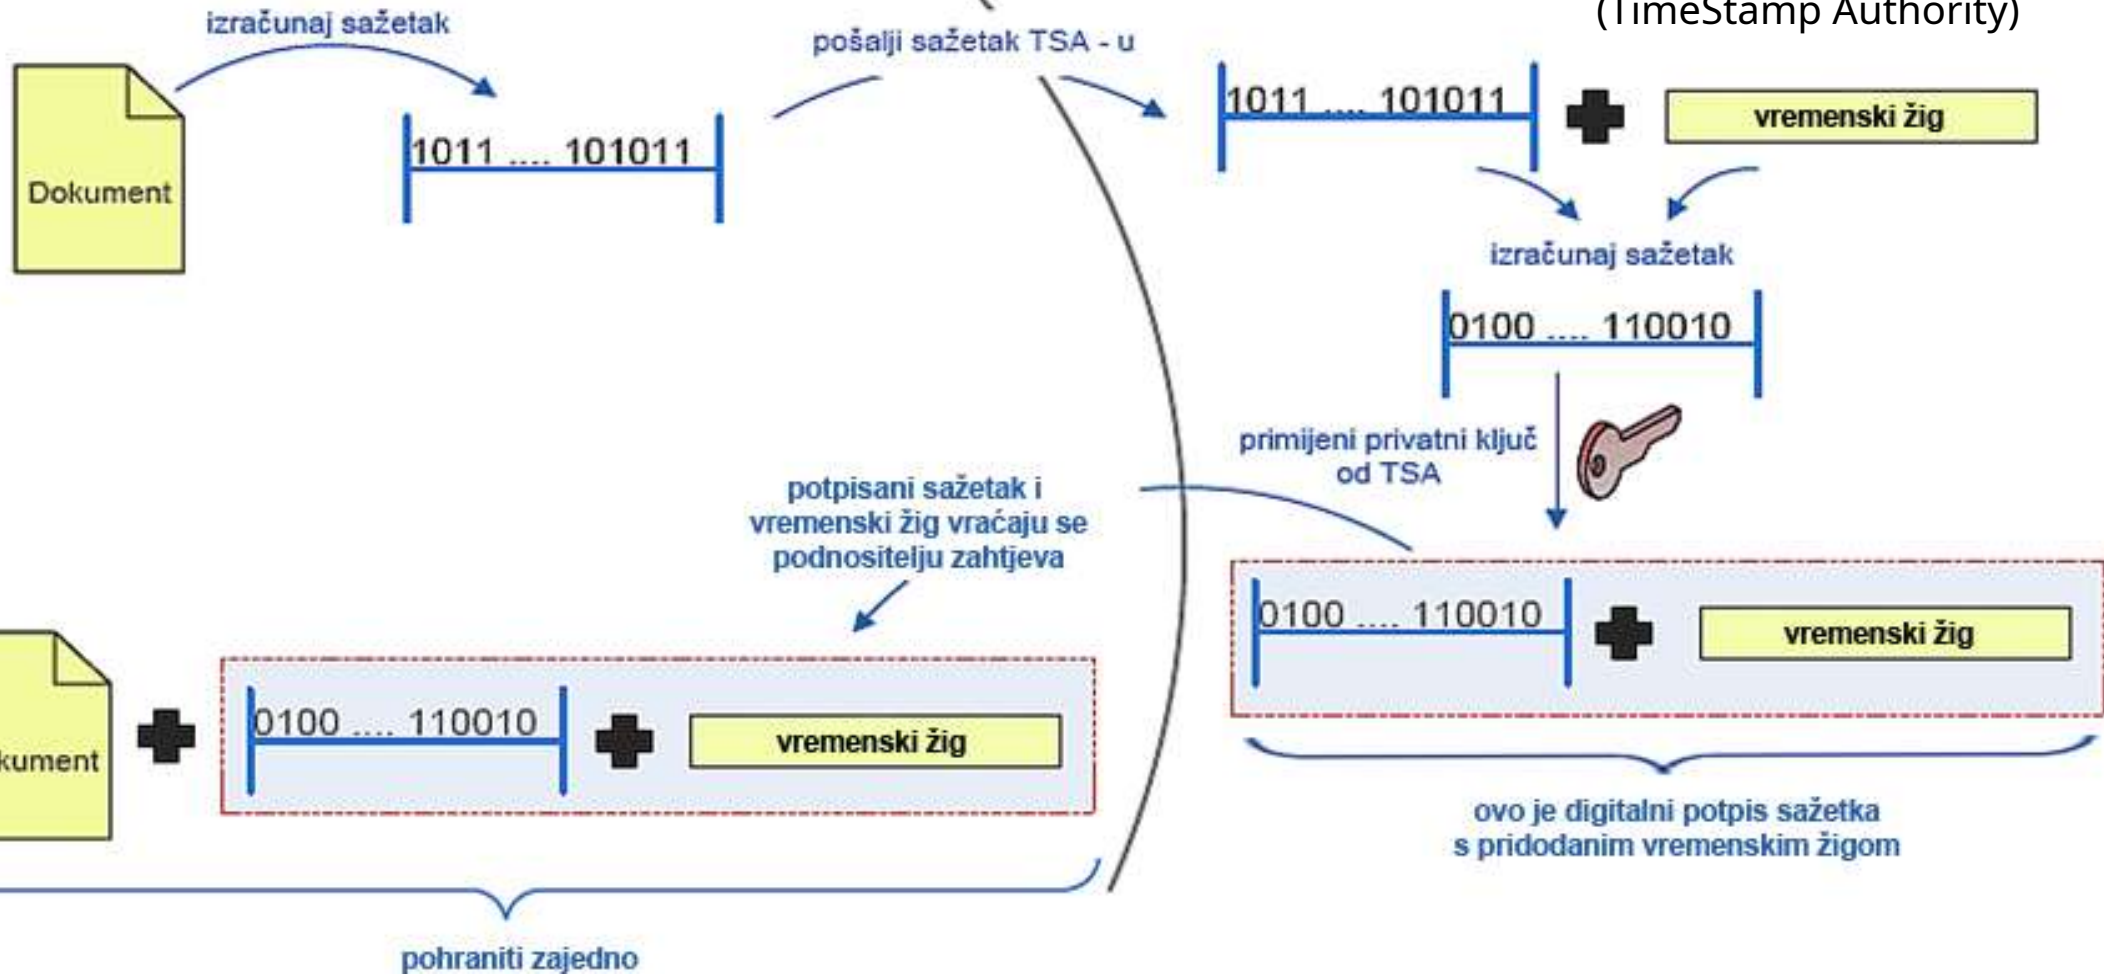 (TimeStamp Authority)
izračunaj sažetak
pošalji sažetak TSA - u
1011 .... 101011
vremenski žig
Dokument
1011 .... 101011
izračunaj sažetak
0100 .... 110010
primijeni privatni ključ
od TSA
potpisani sažetak i
vremenski žig vraćaju se
podnositelju zahtjeva
0100 .... 110010
vremenski žig
kument
0100 .... 110010
vremenski žig
ovo je digitalni potpis sažetka
s pridodanim vremenskim žigom
pohraniti zajedno